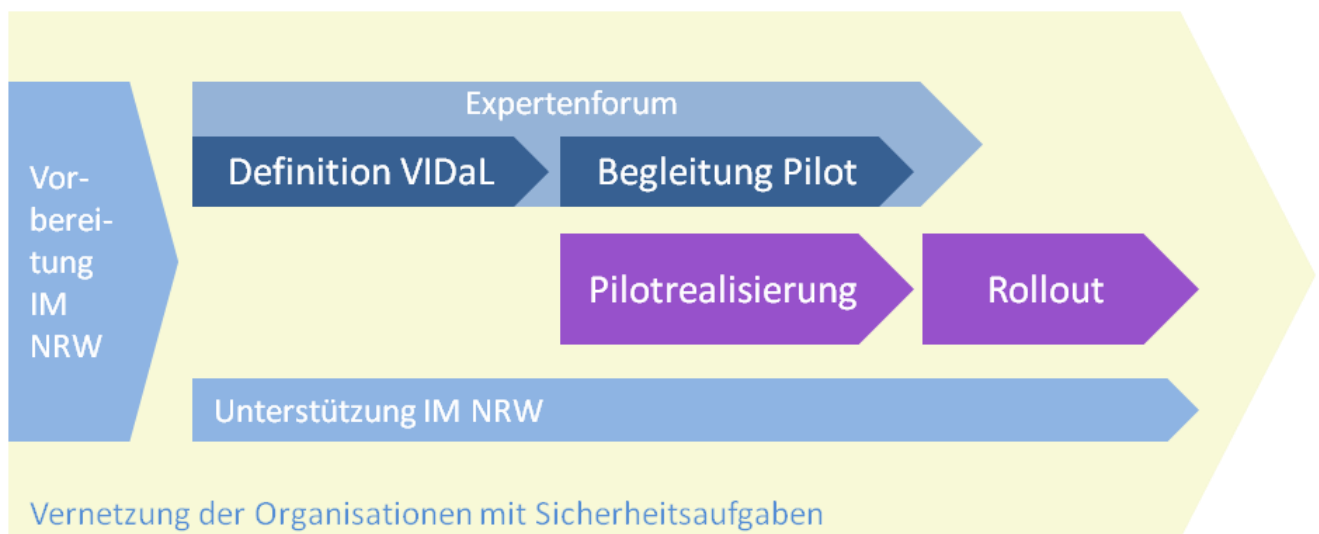 Vor-
berei-
tung
IM
NRW
Expertenforum
Definition VIDaL
Begleitung Pilot
Pilotrealisierung
Rollout
Unterstützung IM NRW
Vernetzung der Organisationen mit Sicherheitsaufgaben